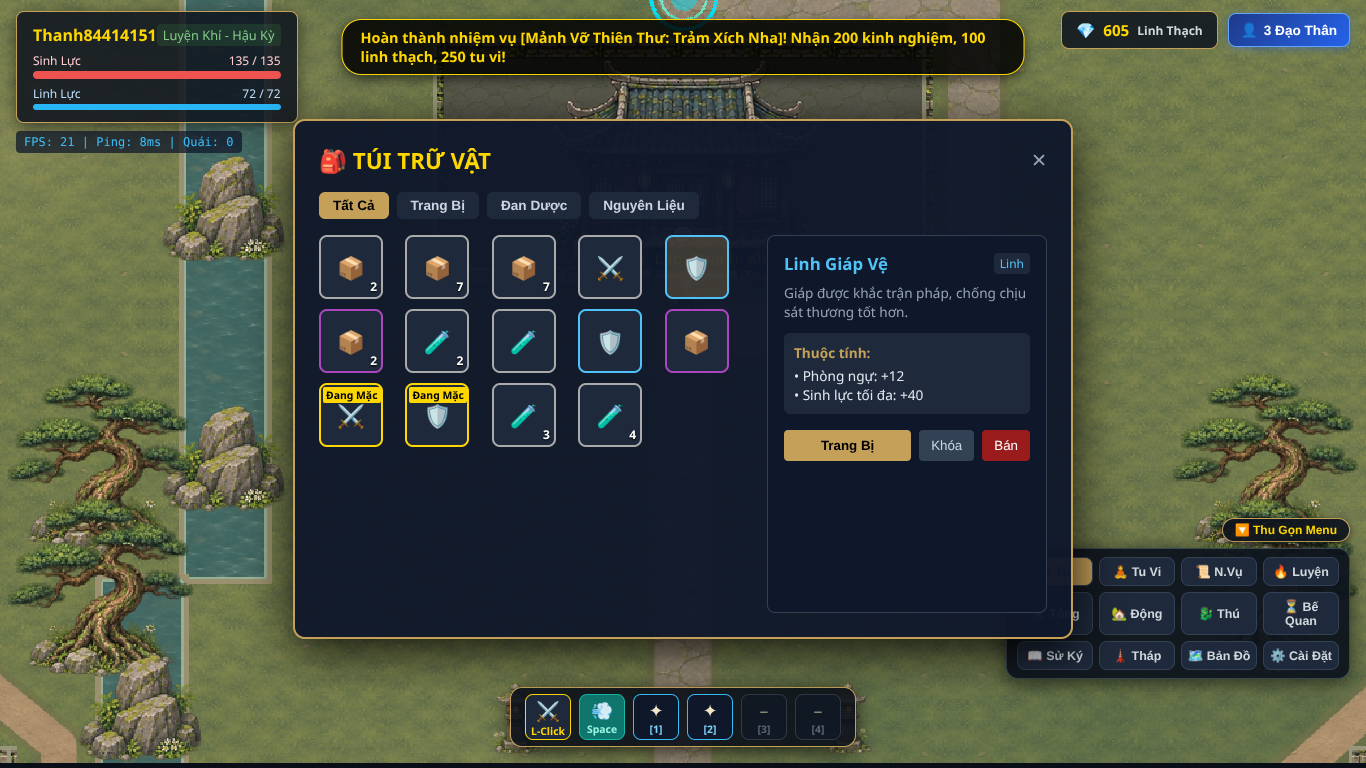 Thanh84414151 Luyện Khí - Hậu Kỳ
Sinh Lực 135 / 135
Linh Lực 72 / 72
FPS: 21 | Ping: 8ms | Quái: 0
Hoàn thành nhiệm vụ [Mảnh Vỡ Thiên Thư: Trảm Xích Nha]! Nhận 200 kinh nghiệm, 100
linh thạch, 250 tu vi!
605 Linh Thạch
3 Đạo Thân
TÚI TRỮ VẬT
✕
Tất Cả Trang Bị Đan Dược Nguyên Liệu
2 7 7
2 2
Đang Mặc Đang Mặc
3 4
Linh Giáp Vệ Linh
Giáp được khắc trận pháp, chống chịu
sát thương tốt hơn.
Thuộc tính:
• Phòng ngự: +12
• Sinh lực tối đa: +40
Trang Bị Khóa Bán
Thu Gọn Menu
Tu Vi N.Vụ Luyện
Động Thú Bế
Quan
Sử Ký Tháp Bản Đồ Cài Đặt
L-Click Space [1] [2] [3] [4]